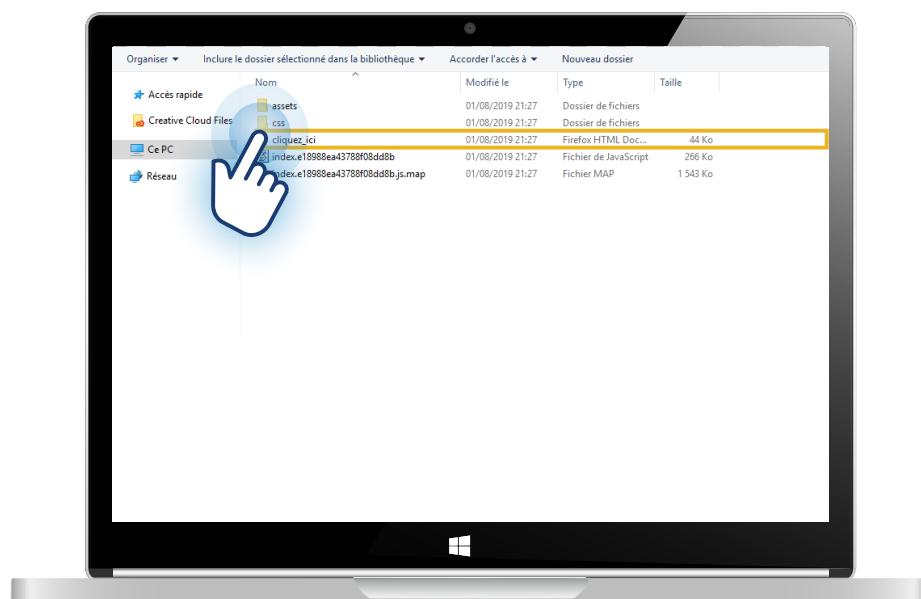 Organiser Inclure le dossier sélectionné dans la bibliothèque Accorder l'accès à Nouveau dossier
Nom Modifié le Type Taille
Accès rapide
Creative Cloud Files
Ce PC
Réseau
assets 01/08/2019 21:27 Dossier de fichiers
css 01/08/2019 21:27 Dossier de fichiers
cliquez_ici 01/08/2019 21:27 Firefox HTML Doc... 44 Ko
index.e18988ea43788f08dd8b 01/08/2019 21:27 Fichier de JavaScript 266 Ko
index.e18988ea43788f08dd8b.js.map 01/08/2019 21:27 Fichier MAP 1 543 Ko